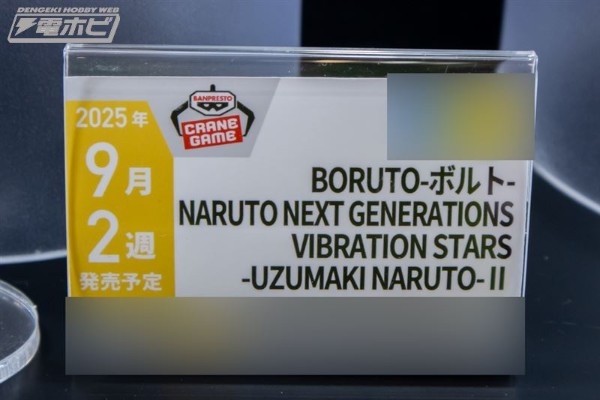 DENGEKI HOBBY WEB
電ホビ
2025年
9月
2週
発売予定
BANPRESTO
CRANE
GAME
BORUTO-ボルト-
NARUTO NEXT GENERATIONS
VIBRATION STARS
-UZUMAKI NARUTO-II